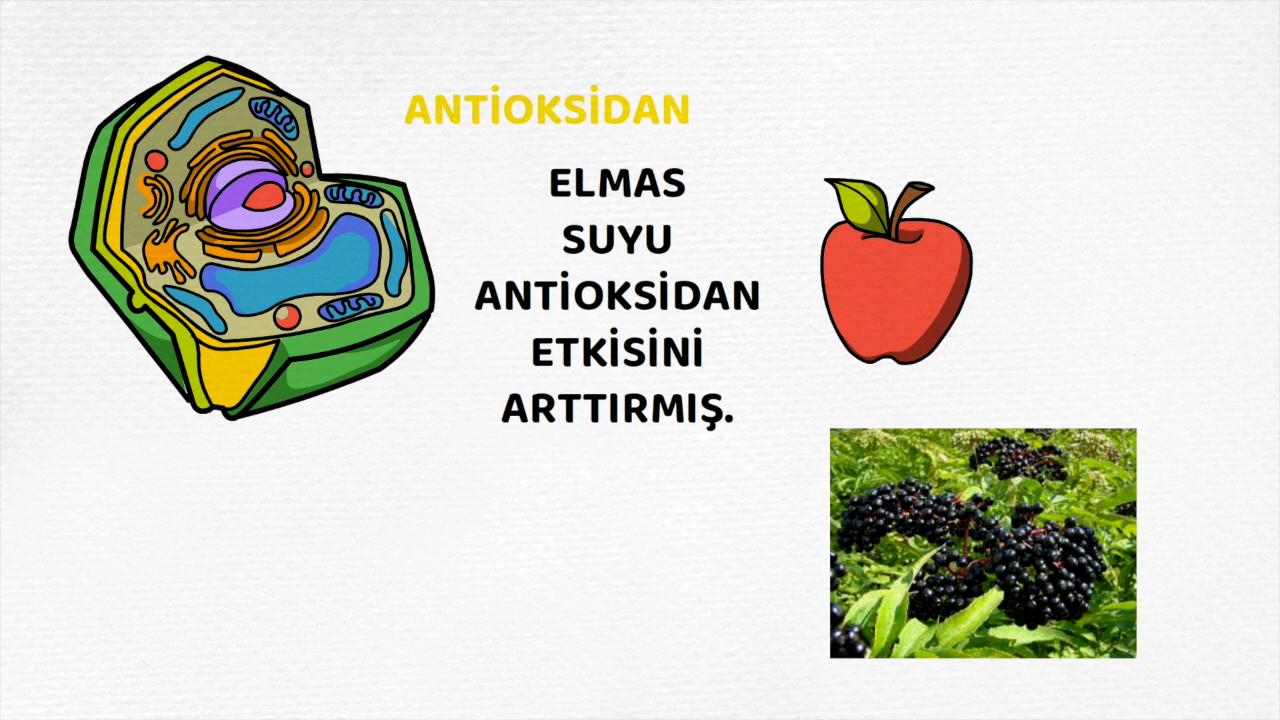 ANTİOKSİDAN
ELMAS
SUYU
ANTİOKSİDAN
ETKİSİNİ
ARTTIRMIŞ.